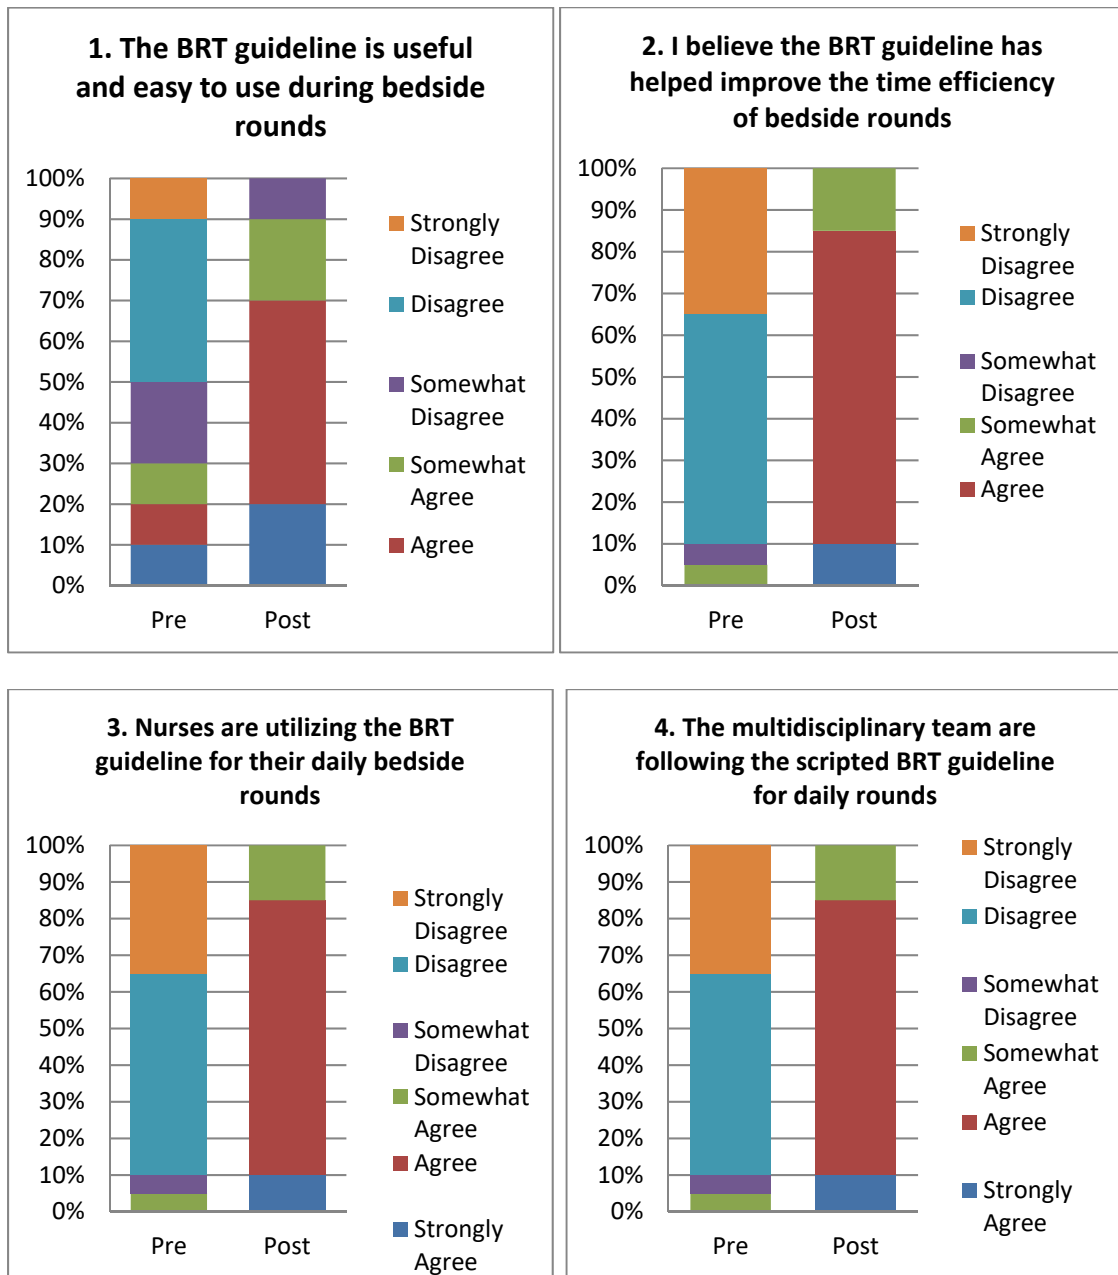 1. The BRT guideline is useful
and easy to use during bedside
rounds
100%
90%
80%
70%
60%
50%
40%
30%
20%
10%
0%
Pre
Post
Strongly
Disagree
Disagree
Somewhat
Disagree
Somewhat
Agree
Agree
2. I believe the BRT guideline has
helped improve the time efficiency
of bedside rounds
100%
90%
80%
70%
60%
50%
40%
30%
20%
10%
0%
Pre
Post
Strongly
Disagree
Disagree
Somewhat
Disagree
Somewhat
Agree
Agree
3. Nurses are utilizing the BRT
guideline for their daily bedside
rounds
100%
90%
80%
70%
60%
50%
40%
30%
20%
10%
0%
Pre
Post
Strongly
Disagree
Disagree
Somewhat
Disagree
Somewhat
Agree
Agree
Strongly
Agree
4. The multidisciplinary team are
following the scripted BRT guideline
for daily rounds
100%
90%
80%
70%
60%
50%
40%
30%
20%
10%
0%
Pre
Post
Strongly
Disagree
Disagree
Somewhat
Disagree
Somewhat
Agree
Agree
Strongly
Agree